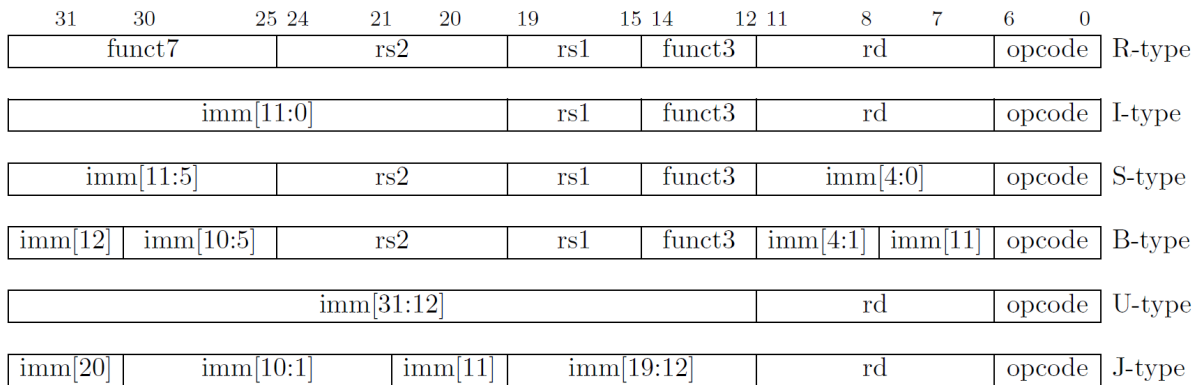 31 30 25 24 21 20 19 15 14 12 11 8 7 6 0
funct7 rs2 rs1 funct3 rd opcode R-type
imm[11:0] rs1 funct3 rd opcode I-type
imm[11:5] rs2 rs1 funct3 imm[4:0] opcode S-type
imm[12] imm[10:5] rs2 rs1 funct3 imm[4:1] imm[11] opcode B-type
imm[31:12] rd opcode U-type
imm[20] imm[10:1] imm[11] imm[19:12] rd opcode J-type